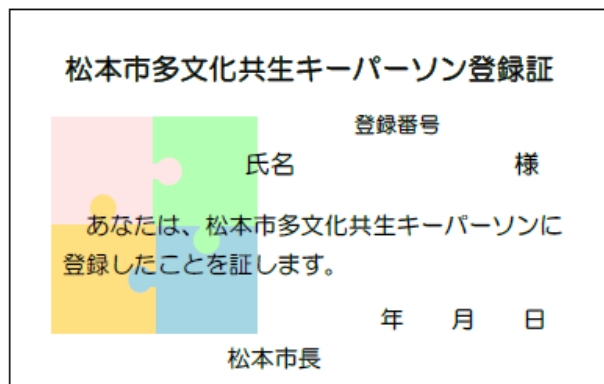 松本市多文化共生キーパーソン登録証
登録番号
氏名　　　　　　　　　様
あなたは、松本市多文化共生キーパーソンに
登録したことを証します。
年　　月　　日
松本市長